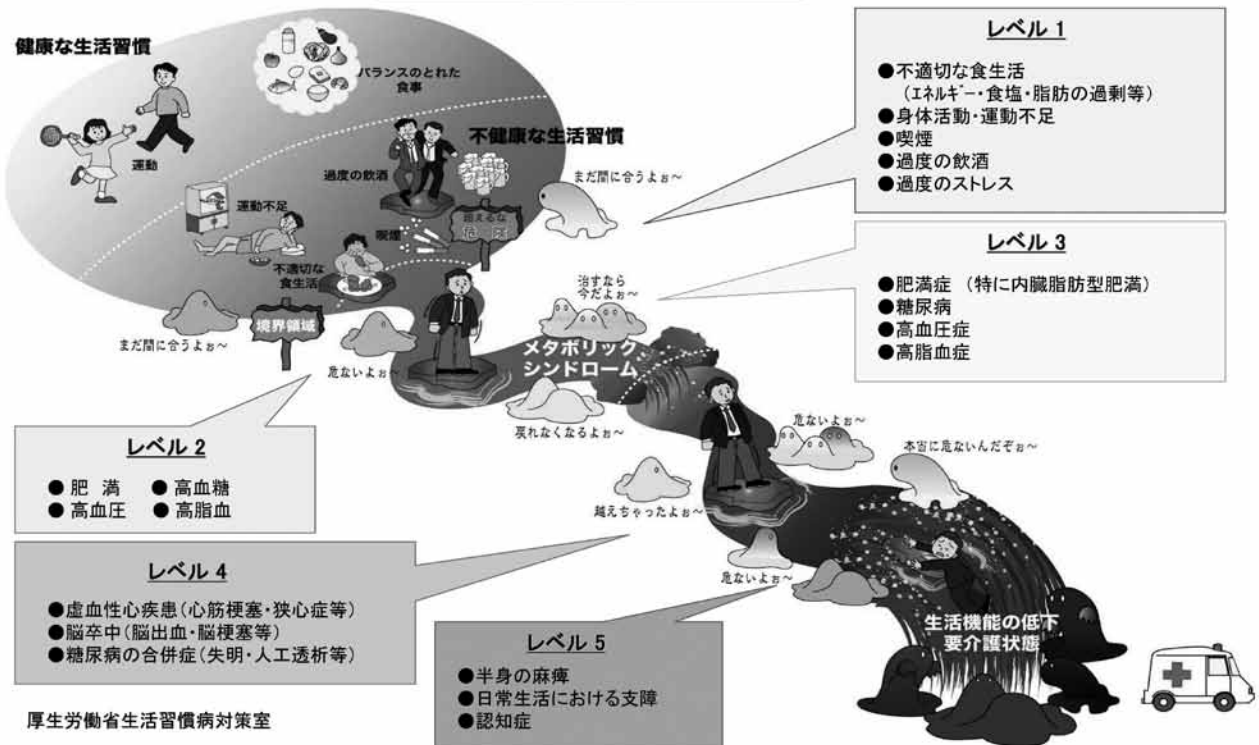 健康な生活習慣
バランスのとれた
食事
運動
不健康な生活習慣
過度の飲酒
運動不足
喫煙
超えるな
危険
不適切な
食生活
境界領域
まだ間に合うよぉ～
まだ間に合うよぉ～
危ないよぉ～
治すなら
今だよぉ～
メタボリック
シンドローム
戻れなくなるよぉ～
危ないよぉ～
越えちゃったよぉ～
本当に危ないんだぞぉ～
危ないよぉ～
生活機能の低下
要介護状態
レベル 1
●不適切な食生活
（エネルギー・食塩・脂肪の過剰等）
●身体活動・運動不足
●喫煙
●過度の飲酒
●過度のストレス
レベル 2
● 肥 満 ● 高血糖
● 高血圧 ● 高脂血
レベル 3
●肥満症 （特に内臓脂肪型肥満）
●糖尿病
●高血圧症
●高脂血症
レベル 4
●虚血性心疾患（心筋梗塞・狭心症等）
●脳卒中（脳出血・脳梗塞等）
●糖尿病の合併症（失明・人工透析等）
レベル 5
●半身の麻痺
●日常生活における支障
●認知症
厚生労働省生活習慣病対策室